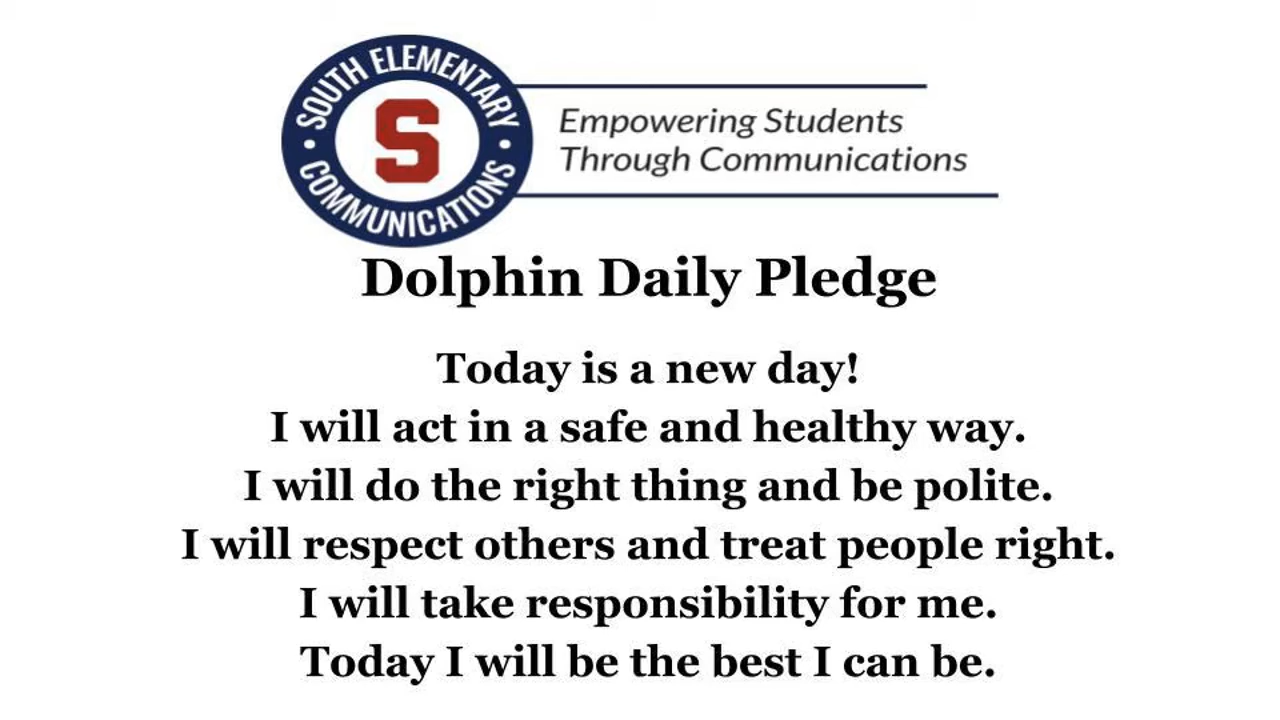 SOUTH ELEMENTARY
S
COMMUNICATIONS
Empowering Students
Through Communications
Dolphin Daily Pledge
Today is a new day!
I will act in a safe and healthy way.
I will do the right thing and be polite.
I will respect others and treat people right.
I will take responsibility for me.
Today I will be the best I can be.